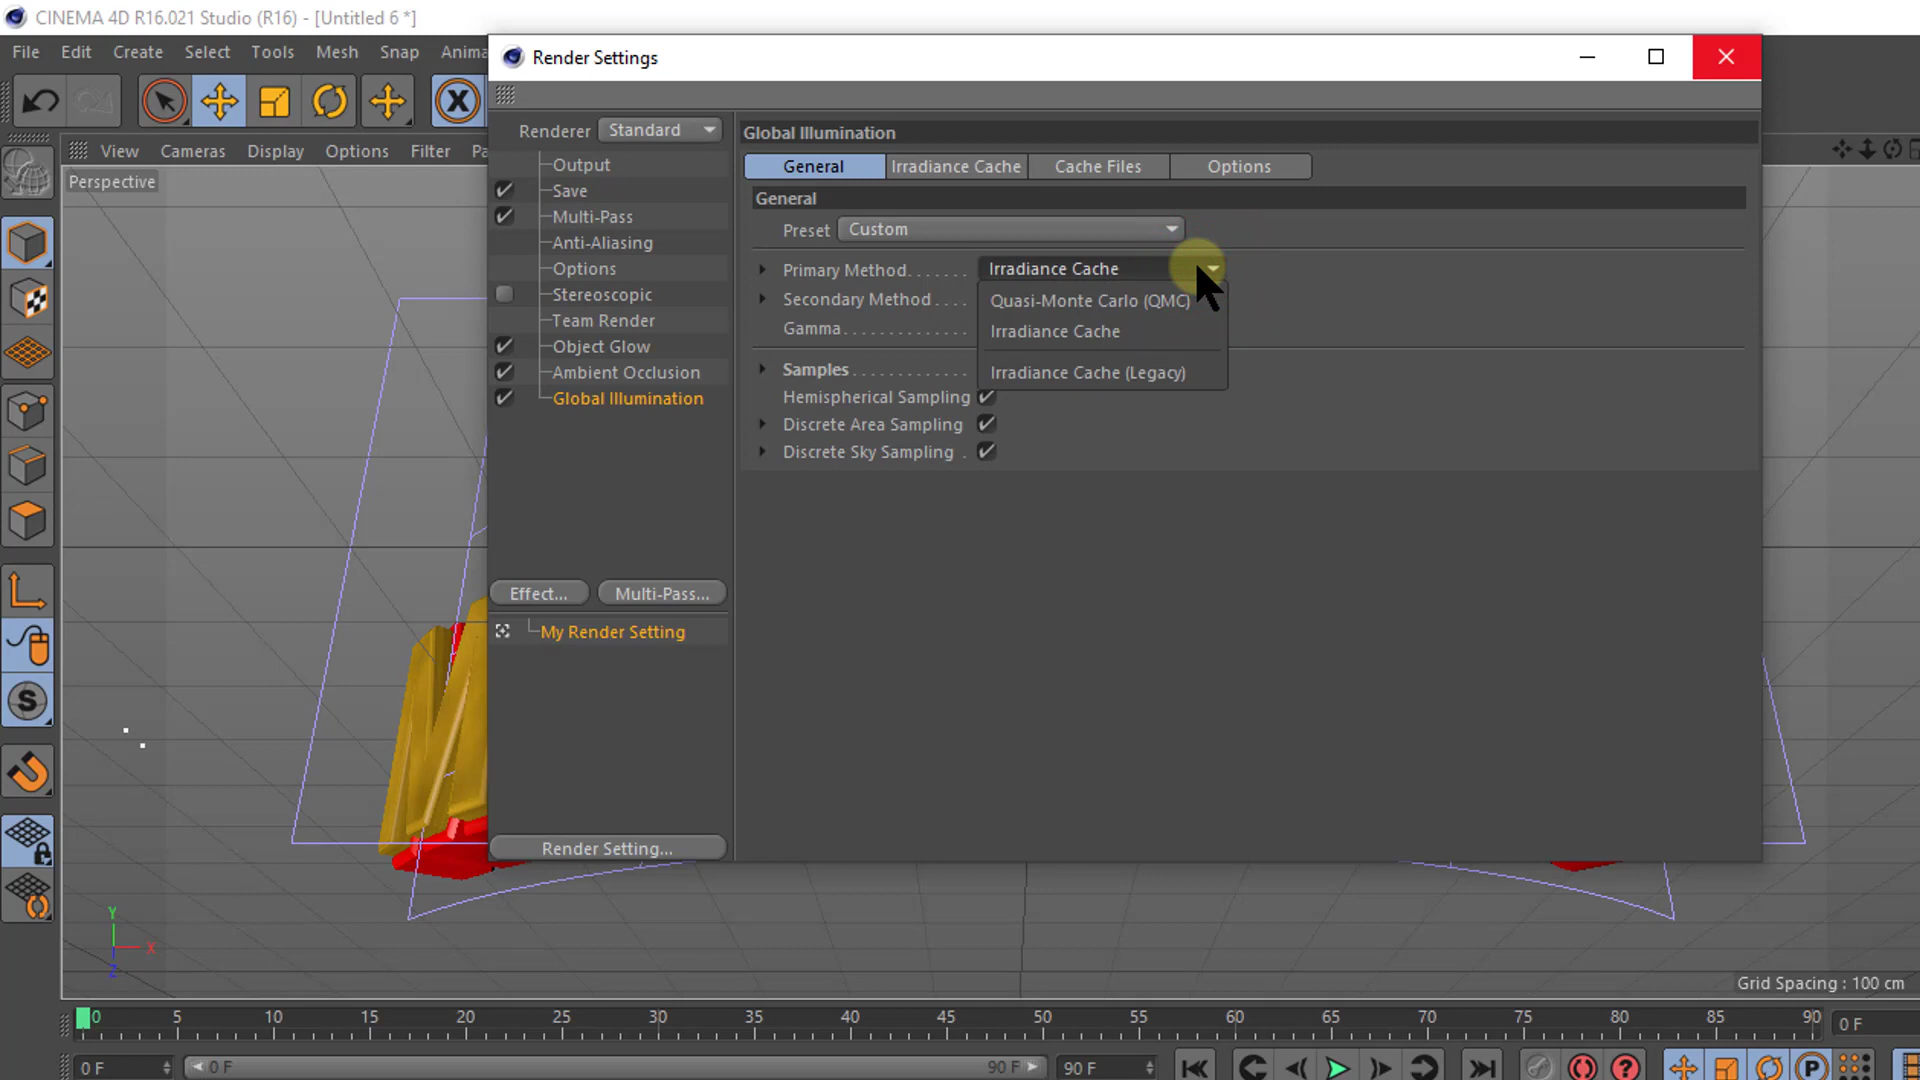 CINEMA 4D R16.021 Studio (R16) - [Untitled 6 *]
File Edit Create Select Tools Mesh Snap Anima
Render Settings
View Cameras Display Options Filter Pa
Perspective
Renderer Standard
Output
Save
Multi-Pass
Anti-Aliasing
Options
Stereoscopic
Team Render
Object Glow
Ambient Occlusion
Global Illumination
Effect... Multi-Pass...
My Render Setting
Render Setting...
Global Illumination
General Irradiance Cache Cache Files Options
General
Preset Custom
Primary Method....... Irradiance Cache
Secondary Method....
Gamma.............
Quasi-Monte Carlo (QMC)
Irradiance Cache
Irradiance Cache (Legacy)
Samples............
Hemispherical Sampling
Discrete Area Sampling
Discrete Sky Sampling .
Y
X
Z
Grid Spacing : 100 cm
0 5 10 15 20 25 30 35 40 45 50 55 60 65 70 75 80 85 90 0 F
0 F 0 F 90 F 90 F